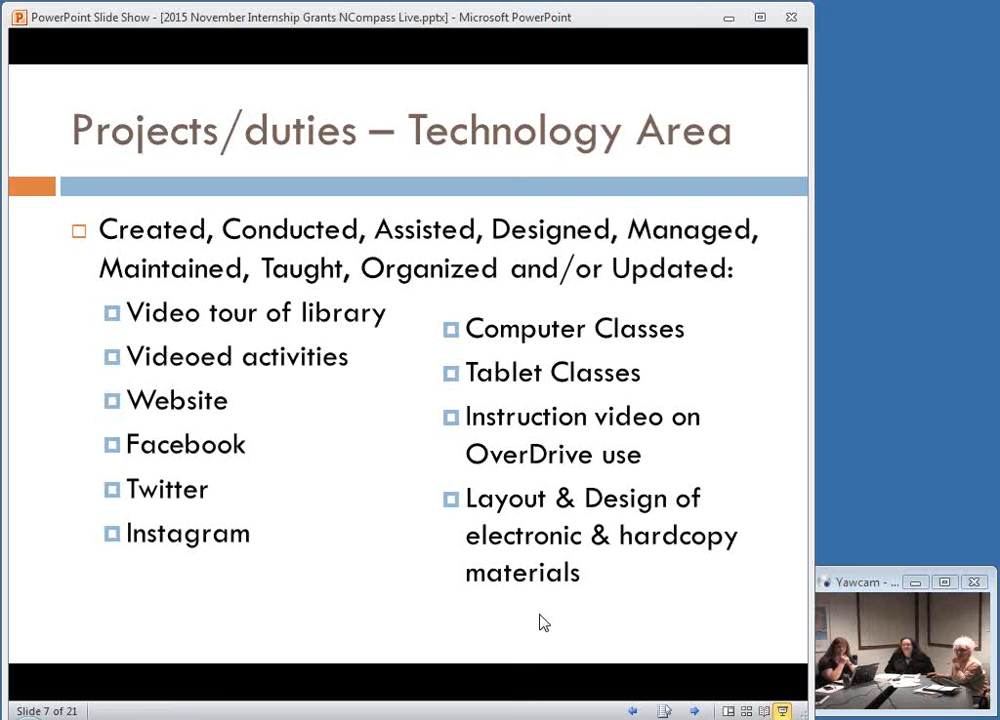 PowerPoint Slide Show - [2015 November Internship Grants NCompass Live.pptx] - Microsoft PowerPoint
Projects/duties – Technology Area
Created, Conducted, Assisted, Designed, Managed,
Maintained, Taught, Organized and/or Updated:
Video tour of library
Videoed activities
Website
Facebook
Twitter
Instagram
Computer Classes
Tablet Classes
Instruction video on
OverDrive use
Layout & Design of
electronic & hardcopy
materials
Yawcam - ...
Slide 7 of 21